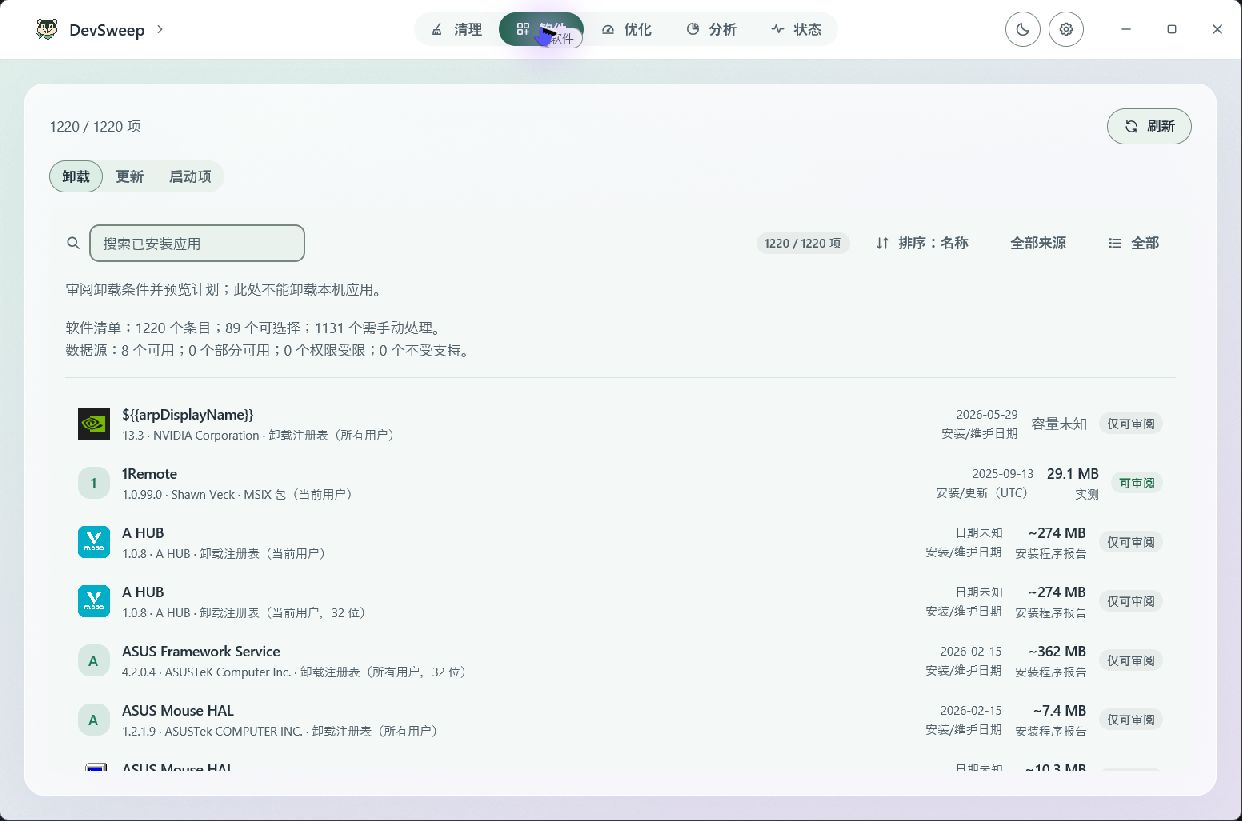 DevSweep
清理
软件
软件
优化
分析
状态
1220 / 1220 项
刷新
卸载
更新
启动项
搜索已安装应用
1220 / 1220 项
排序：名称
全部来源
全部
审阅卸载条件并预览计划；此处不能卸载本机应用。
软件清单：1220 个条目；89 个可选择；1131 个需手动处理。
数据源：8 个可用；0 个部分可用；0 个权限受限；0 个不受支持。
${{arpDisplayName}}
13.3 · NVIDIA Corporation · 卸载注册表（所有用户）
2026-05-29
安装/维护日期
容量未知
仅可审阅
1
1Remote
1.0.99.0 · Shawn Veck · MSIX 包（当前用户）
2025-09-13
安装/更新（UTC）
29.1 MB
实测
可审阅
A HUB
1.0.8 · A HUB · 卸载注册表（当前用户）
日期未知
安装/维护日期
~274 MB
安装程序报告
仅可审阅
A HUB
1.0.8 · A HUB · 卸载注册表（当前用户，32 位）
日期未知
安装/维护日期
~274 MB
安装程序报告
仅可审阅
A
ASUS Framework Service
4.2.0.4 · ASUSTeK Computer Inc. · 卸载注册表（所有用户，32 位）
2026-02-15
安装/维护日期
~362 MB
安装程序报告
仅可审阅
A
ASUS Mouse HAL
1.2.1.9 · ASUSTek COMPUTER INC. · 卸载注册表（所有用户）
2026-02-15
安装/维护日期
~7.4 MB
安装程序报告
仅可审阅
ASUS Mouse HAL
日期未知
~10.3 MB